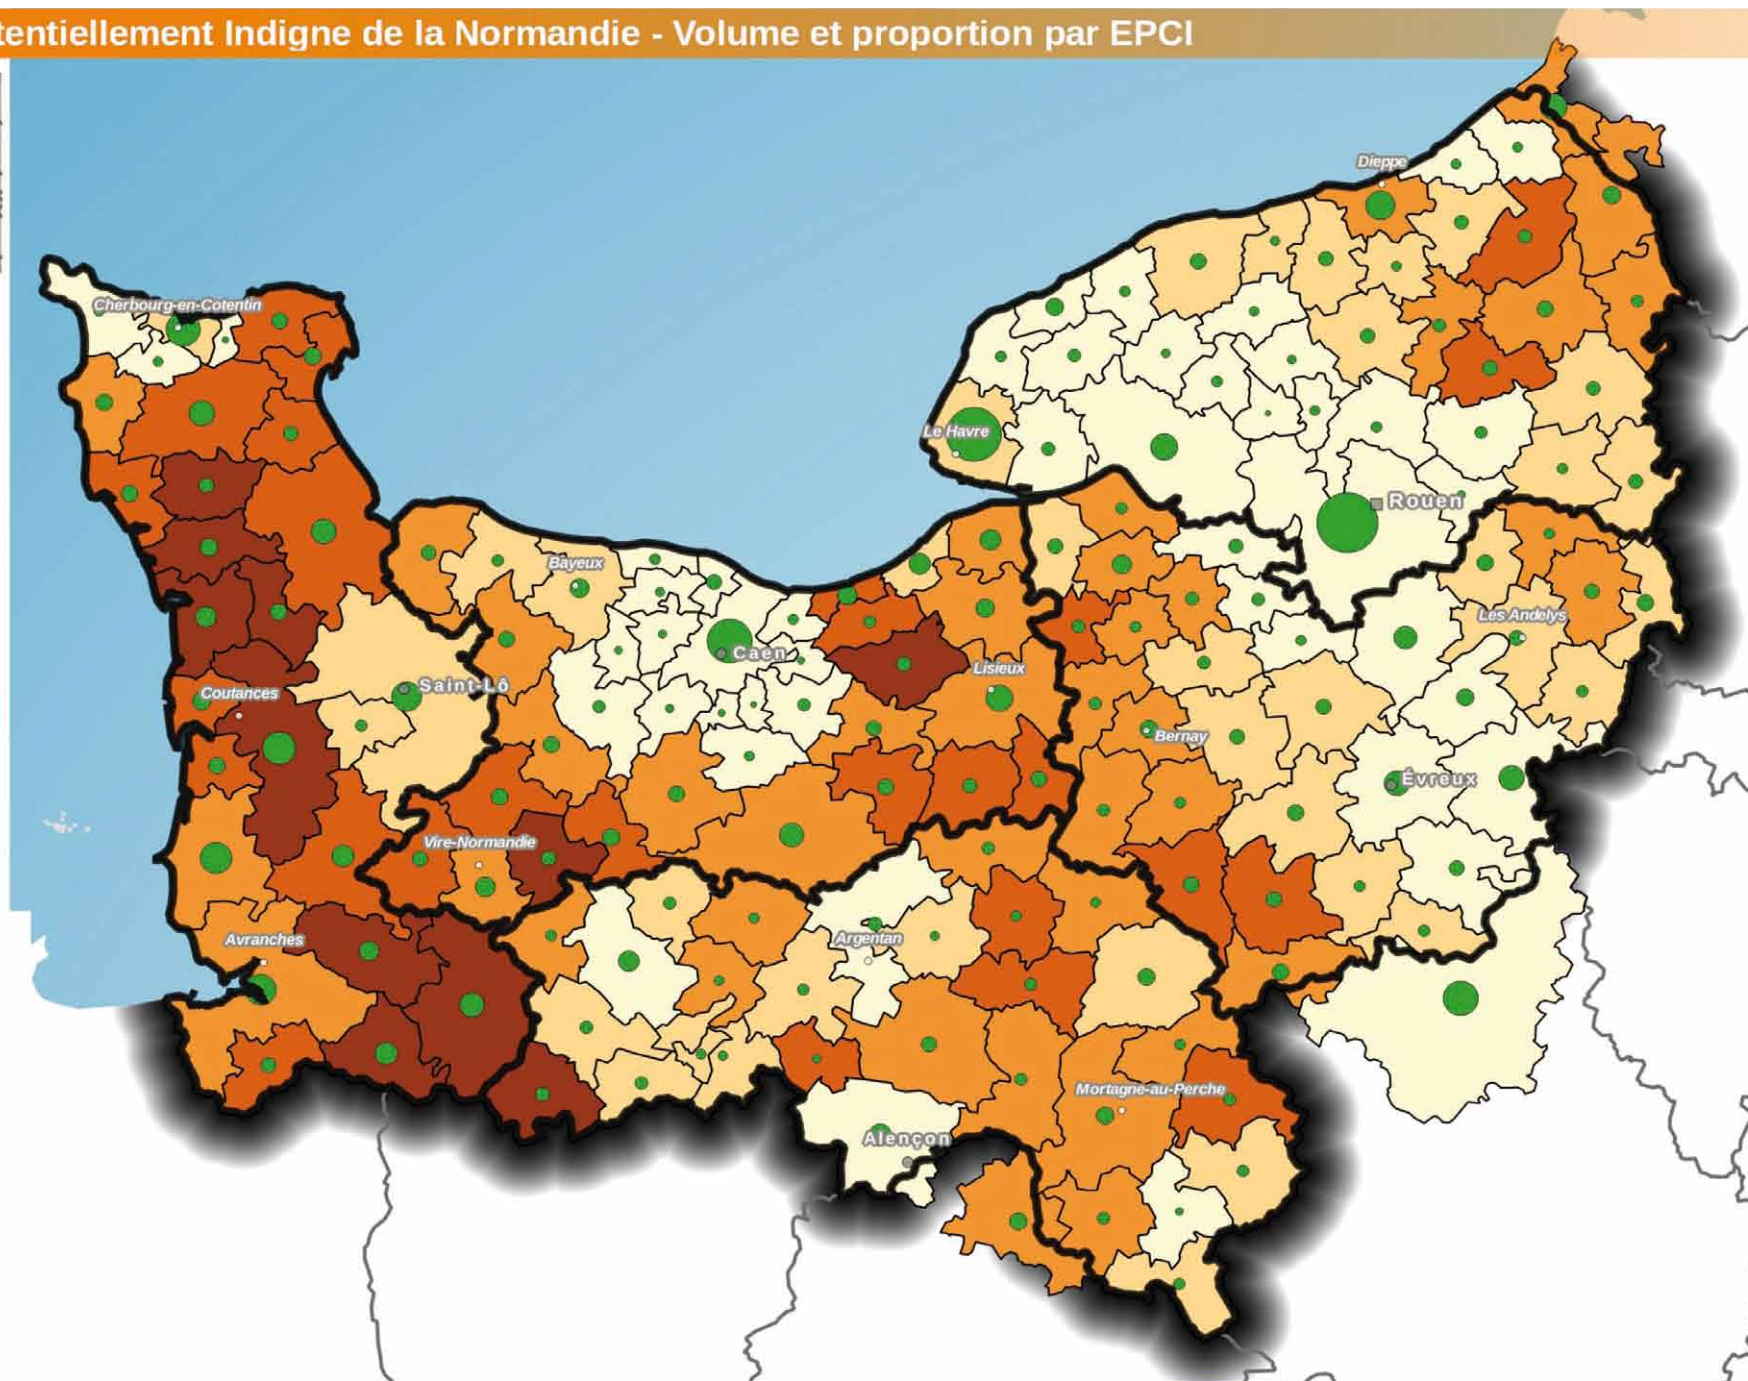 tentiellement Indigne de la Normandie - Volume et proportion par EPCI
Dieppe
Cherbourg-en-Cotentin
Le Havre
Rouen
Bayeux
Les Andelys
Caen
Lisieux
Saint-Lô
Coutances
Bernay
Évreux
Vire-Normandie
Avranches
Argentan
Mortagne-au-Perche
Alençon